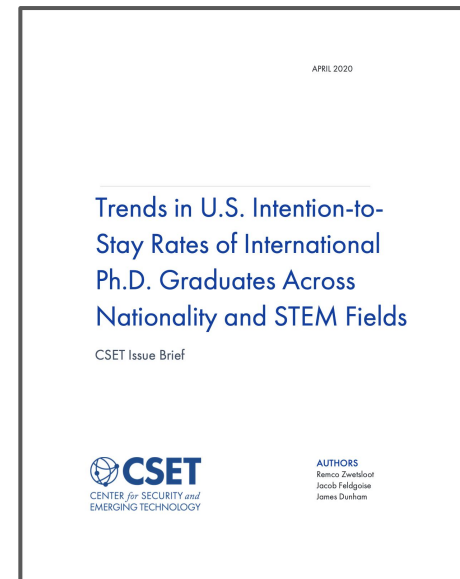 APRIL 2020
Trends in U.S. Intention-to-
Stay Rates of International
Ph.D. Graduates Across
Nationality and STEM Fields
CSET Issue Brief
CSET
CENTER for SECURITY and
EMERGING TECHNOLOGY
AUTHORS
Remco Zwetsloot
Jacob Feldgoise
James Dunham